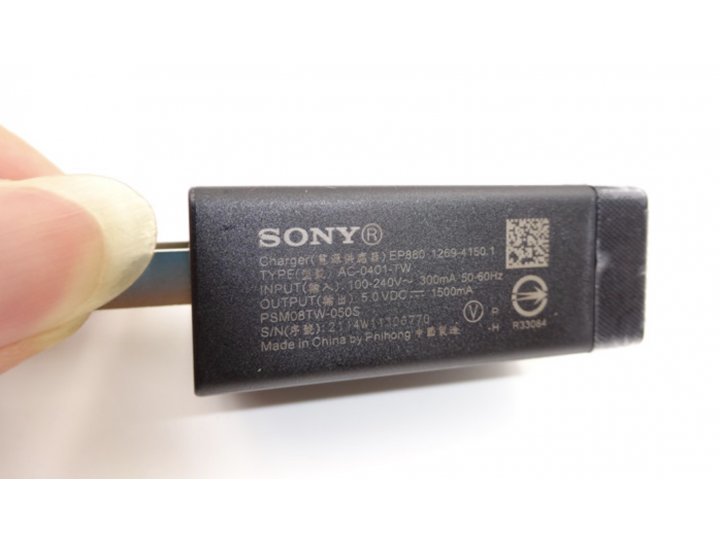 SONY®
Charger(電源供應器)EP880 1269-4150.1
TYPE(型號): AC-0401-TW
INPUT(輸入): 100-240V~ 300mA 50-60Hz
OUTPUT(輸出): 5.0VDC⎓ 1500mA
PSM08TW-050S
S/N(序號): 2114W11306770
Made in China by Phihong 中國製造
V
P
-H
R33084